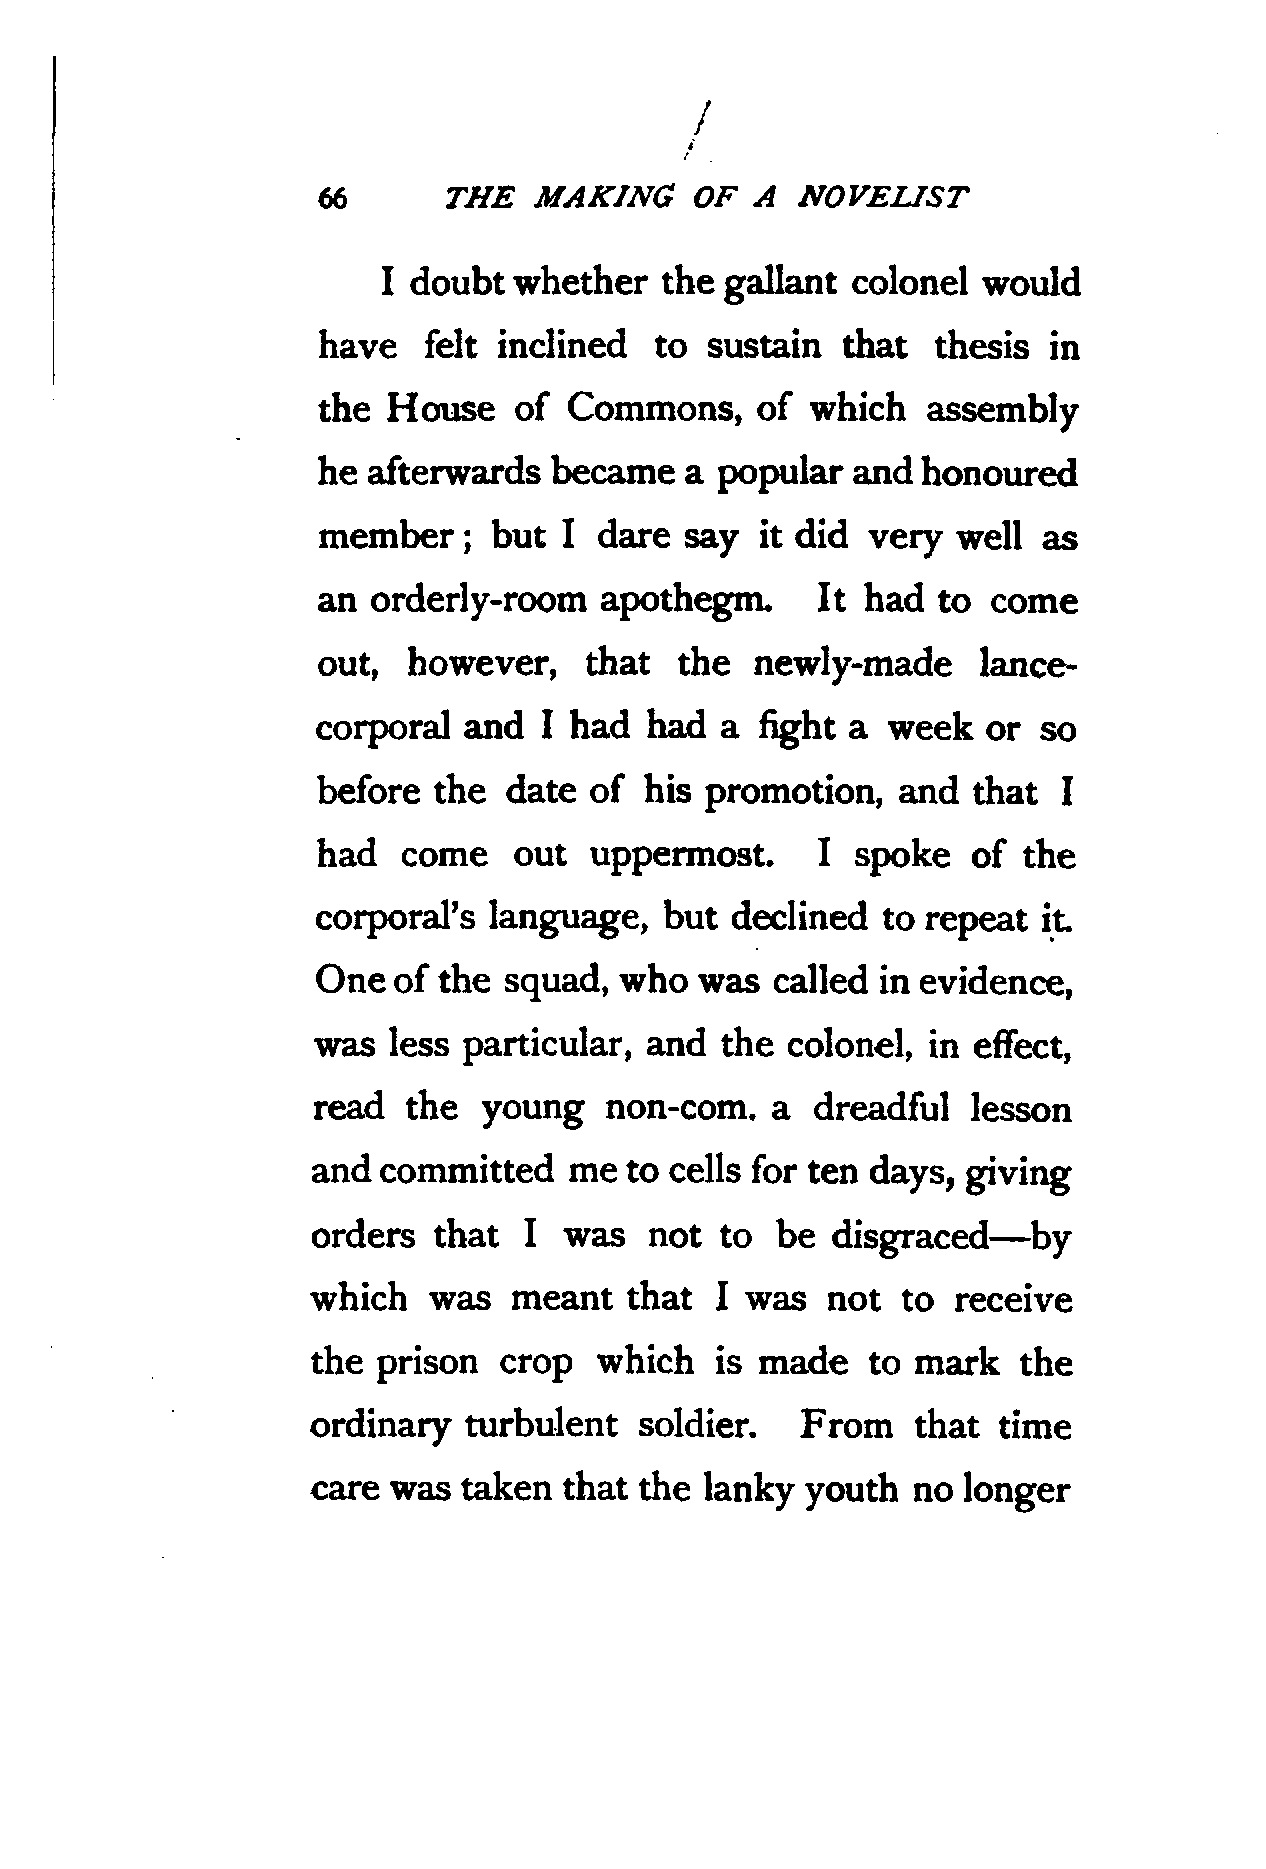 66 THE MAKING OF A NOVELIST
I doubt whether the gallant colonel would
have felt inclined to sustain that thesis in
the House of Commons, of which assembly
he afterwards became a popular and honoured
member ; but I dare say it did very well as
an orderly-room apothegm. It had to come
out, however, that the newly-made lance-
corporal and I had had a fight a week or so
before the date of his promotion, and that I
had come out uppermost. I spoke of the
corporal's language, but declined to repeat it.
One of the squad, who was called in evidence,
was less particular, and the colonel, in effect,
read the young non-com. a dreadful lesson
and committed me to cells for ten days, giving
orders that I was not to be disgraced—by
which was meant that I was not to receive
the prison crop which is made to mark the
ordinary turbulent soldier. From that time
care was taken that the lanky youth no longer